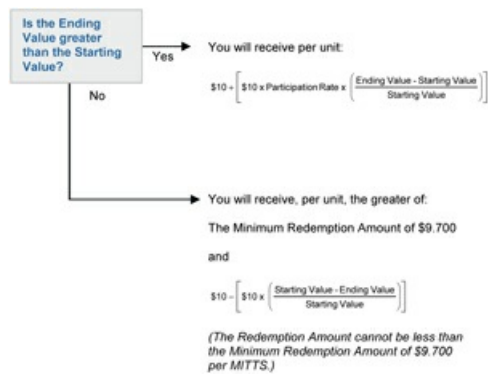 Is the Ending
Value greater
than the Starting
Value?
Yes
You will receive per unit:
$10 + [$10 x Participation Rate x (Ending Value - Starting Value / Starting Value)]
No
You will receive, per unit, the greater of:
The Minimum Redemption Amount of $9.700
and
$10 – [$10 x (Starting Value - Ending Value / Starting Value)]
(The Redemption Amount cannot be less than
the Minimum Redemption Amount of $9.700
per MITTS.)